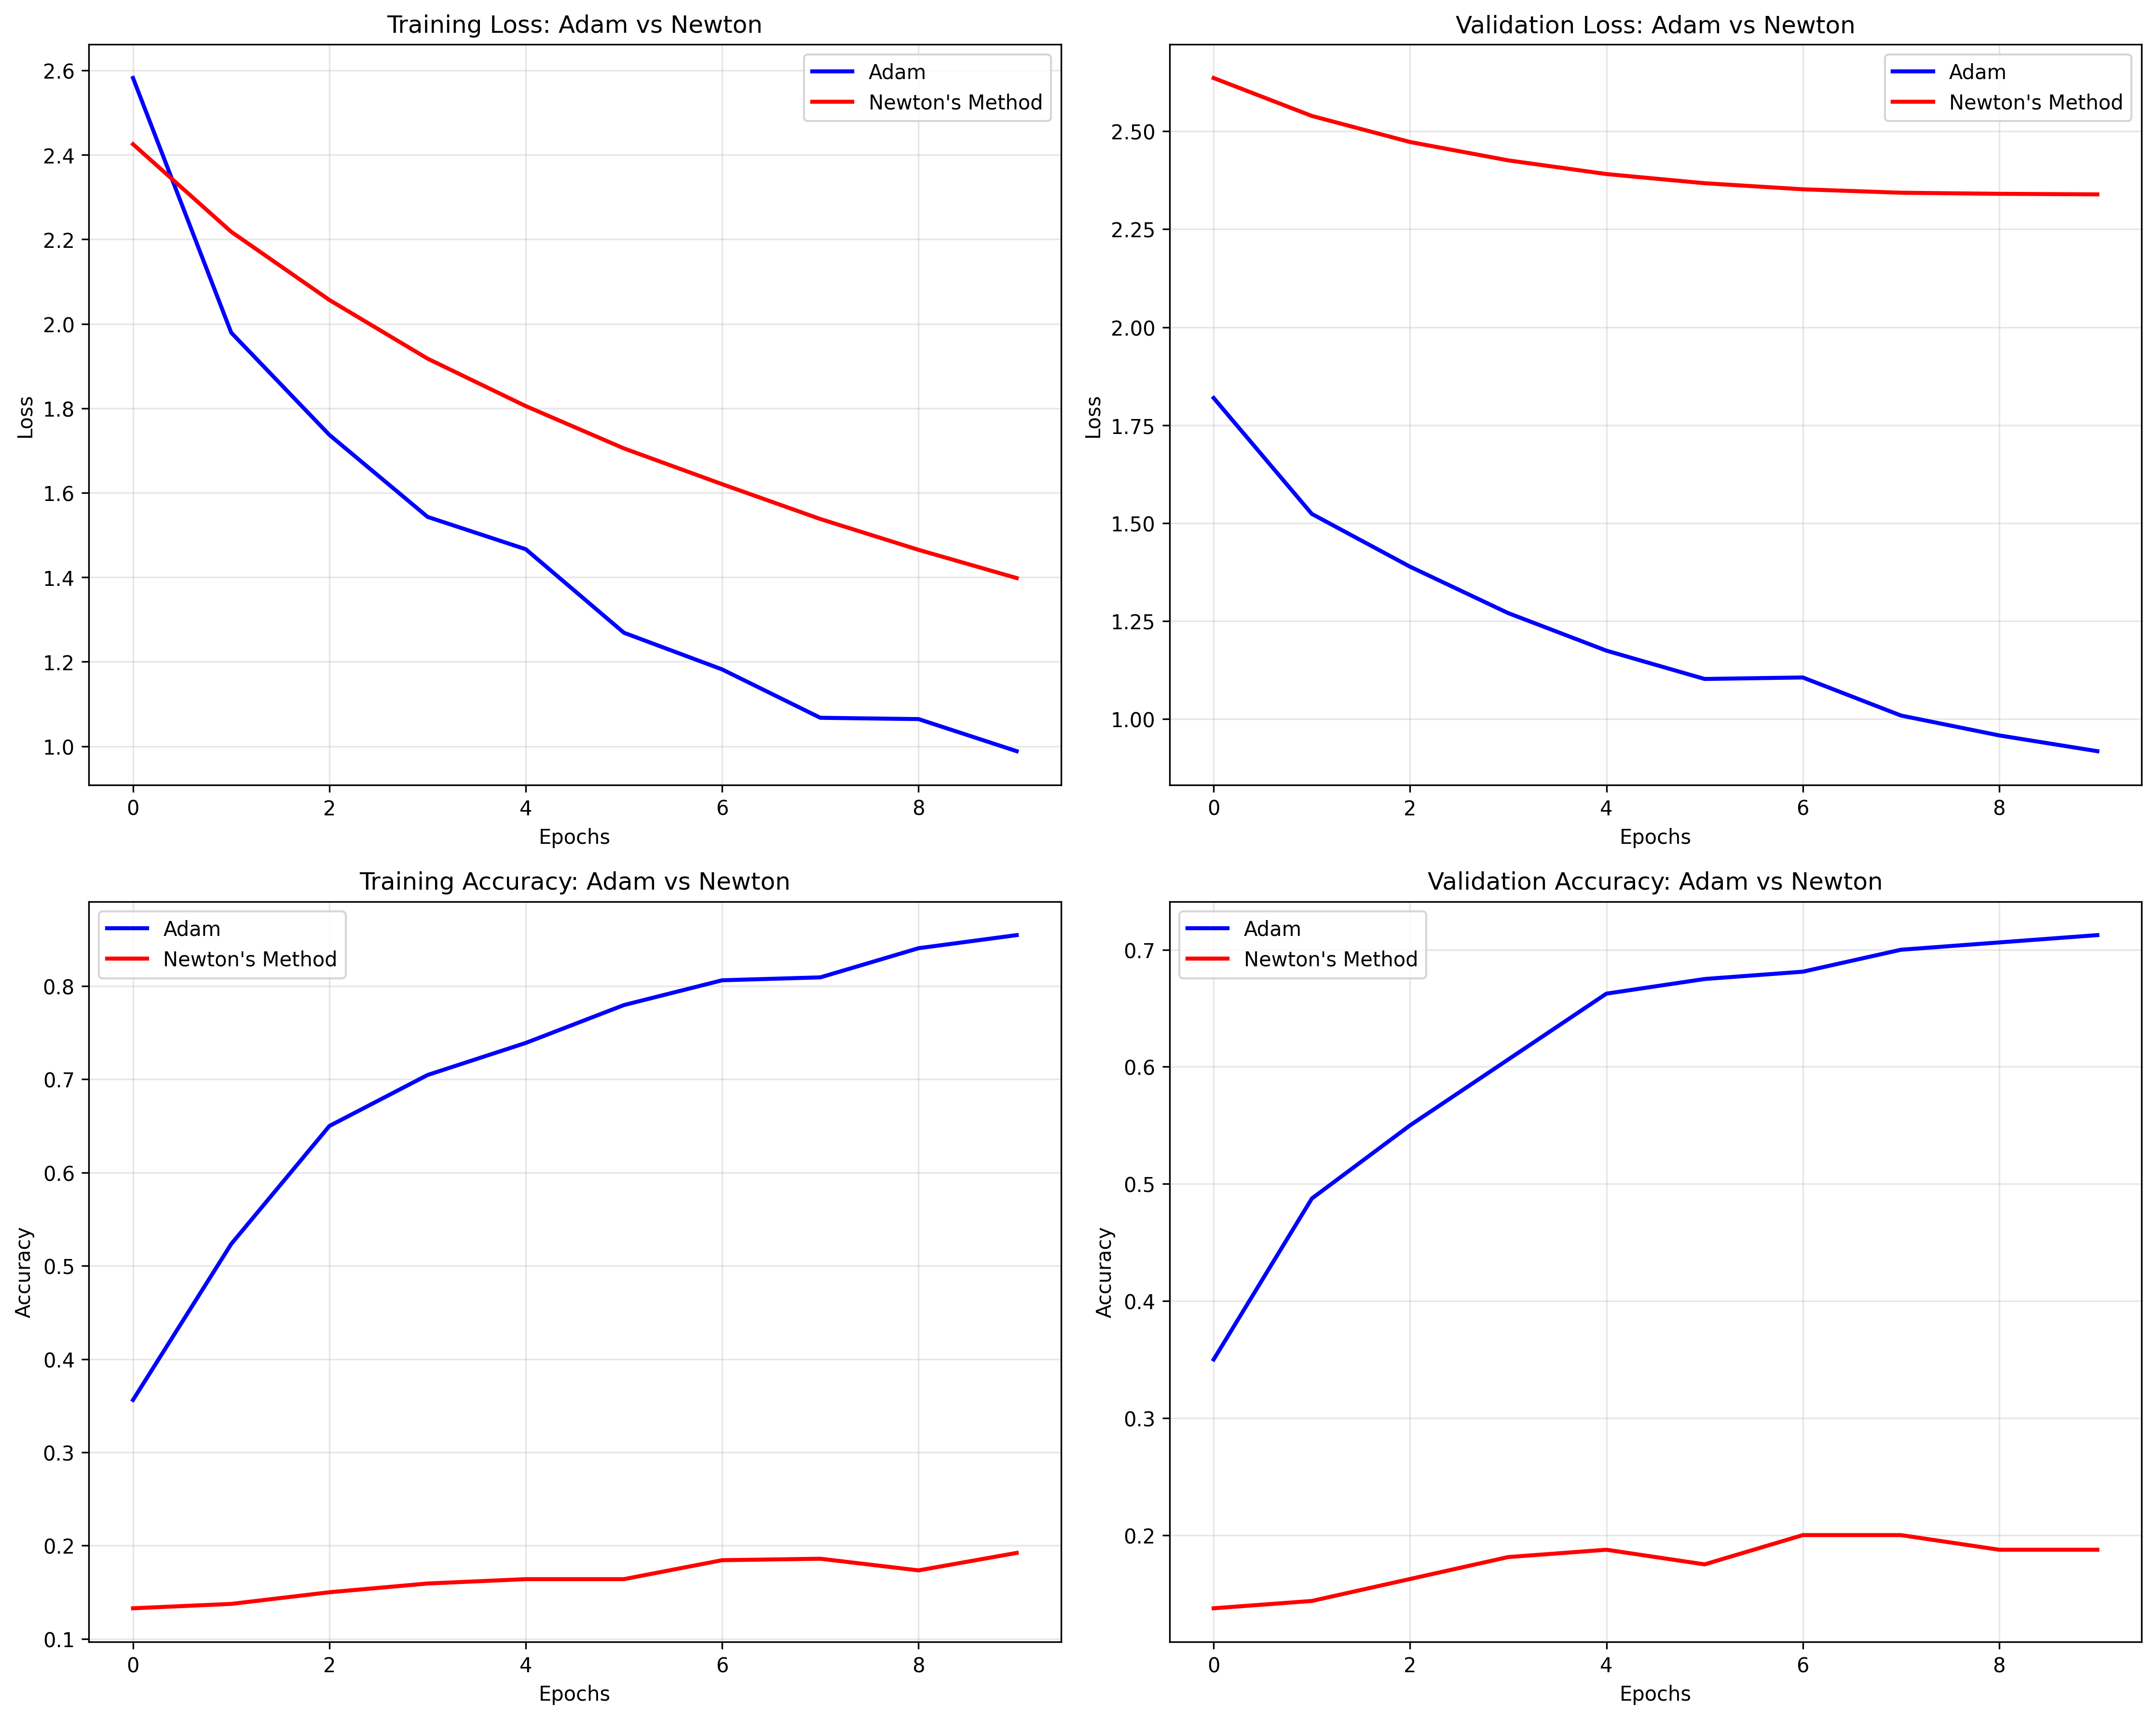 Training Loss: Adam vs Newton
Adam
Newton's Method
2.6
2.4
2.2
2.0
1.8
1.6
1.4
1.2
1.0
Loss
0 2 4 6 8
Epochs
Validation Loss: Adam vs Newton
Adam
Newton's Method
2.50
2.25
2.00
1.75
1.50
1.25
1.00
Loss
0 2 4 6 8
Epochs
Training Accuracy: Adam vs Newton
Adam
Newton's Method
0.8
0.7
0.6
0.5
0.4
0.3
0.2
0.1
Accuracy
0 2 4 6 8
Epochs
Validation Accuracy: Adam vs Newton
Adam
Newton's Method
0.7
0.6
0.5
0.4
0.3
0.2
Accuracy
0 2 4 6 8
Epochs